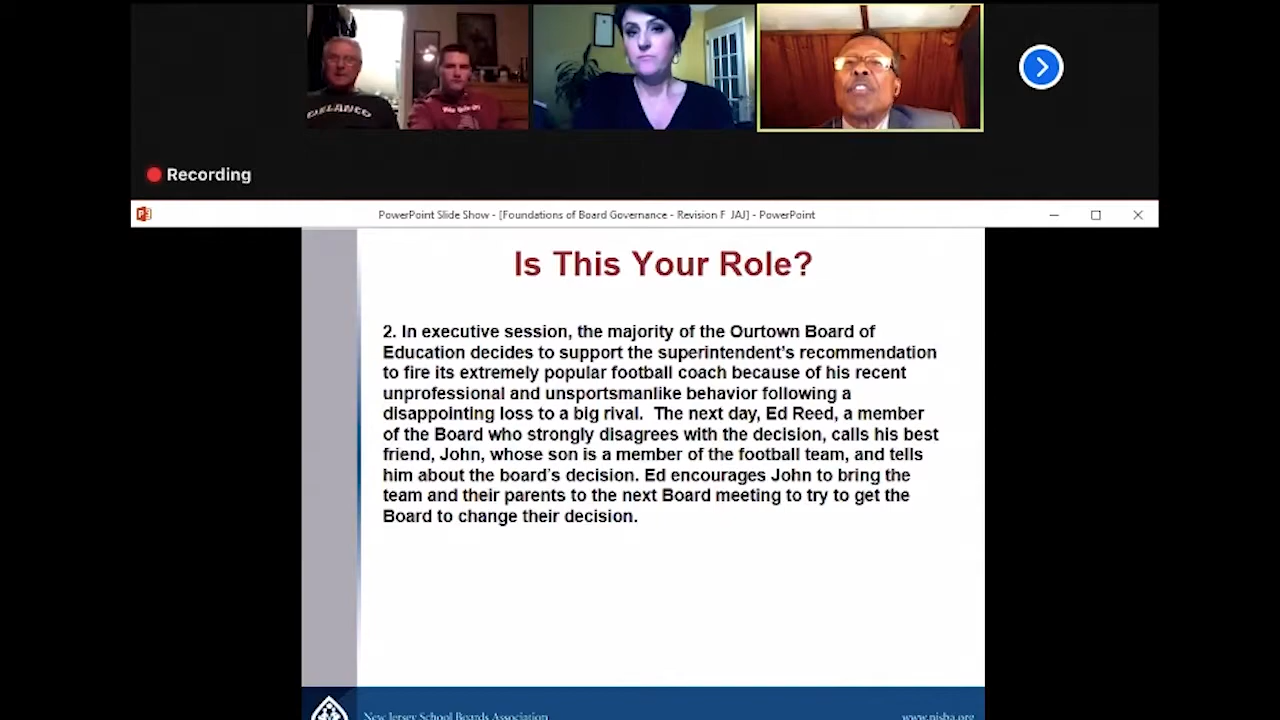 DELANCO
Recording
PowerPoint Slide Show - [Foundations of Board Governance - Revision F JAJ] - PowerPoint
Is This Your Role?
2. In executive session, the majority of the Ourtown Board of
Education decides to support the superintendent's recommendation
to fire its extremely popular football coach because of his recent
unprofessional and unsportsmanlike behavior following a
disappointing loss to a big rival. The next day, Ed Reed, a member
of the Board who strongly disagrees with the decision, calls his best
friend, John, whose son is a member of the football team, and tells
him about the board's decision. Ed encourages John to bring the
team and their parents to the next Board meeting to try to get the
Board to change their decision.
New Jersey School Boards Association
www.njsba.org